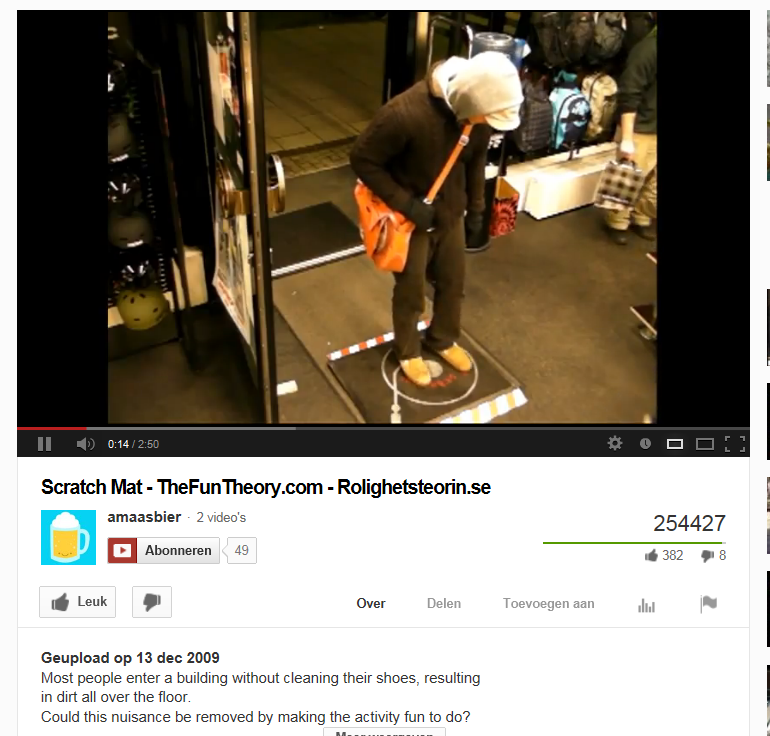 0:14 / 2:50
Scratch Mat - TheFunTheory.com - Rolighetsteorin.se
amaasbier · 2 video's
Abonneren 49
254427
382 8
Leuk
Over Delen Toevoegen aan
Geupload op 13 dec 2009
Most people enter a building without cleaning their shoes, resulting
in dirt all over the floor.
Could this nuisance be removed by making the activity fun to do?